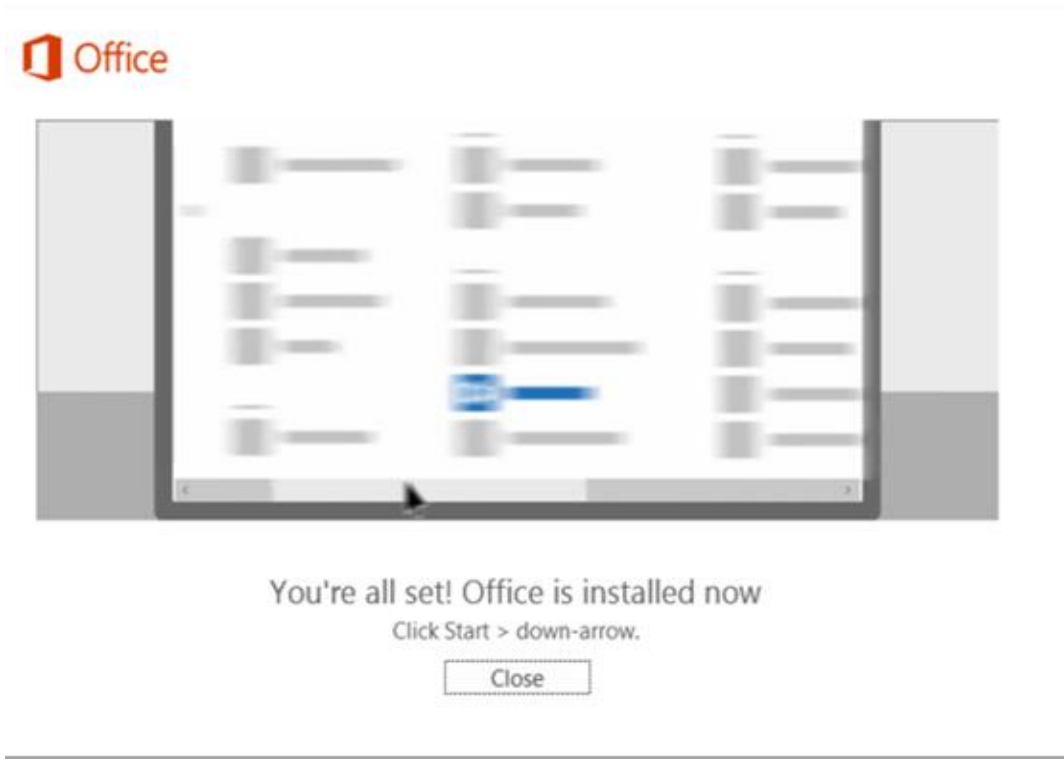 Office
You're all set! Office is installed now
Click Start > down-arrow.
Close